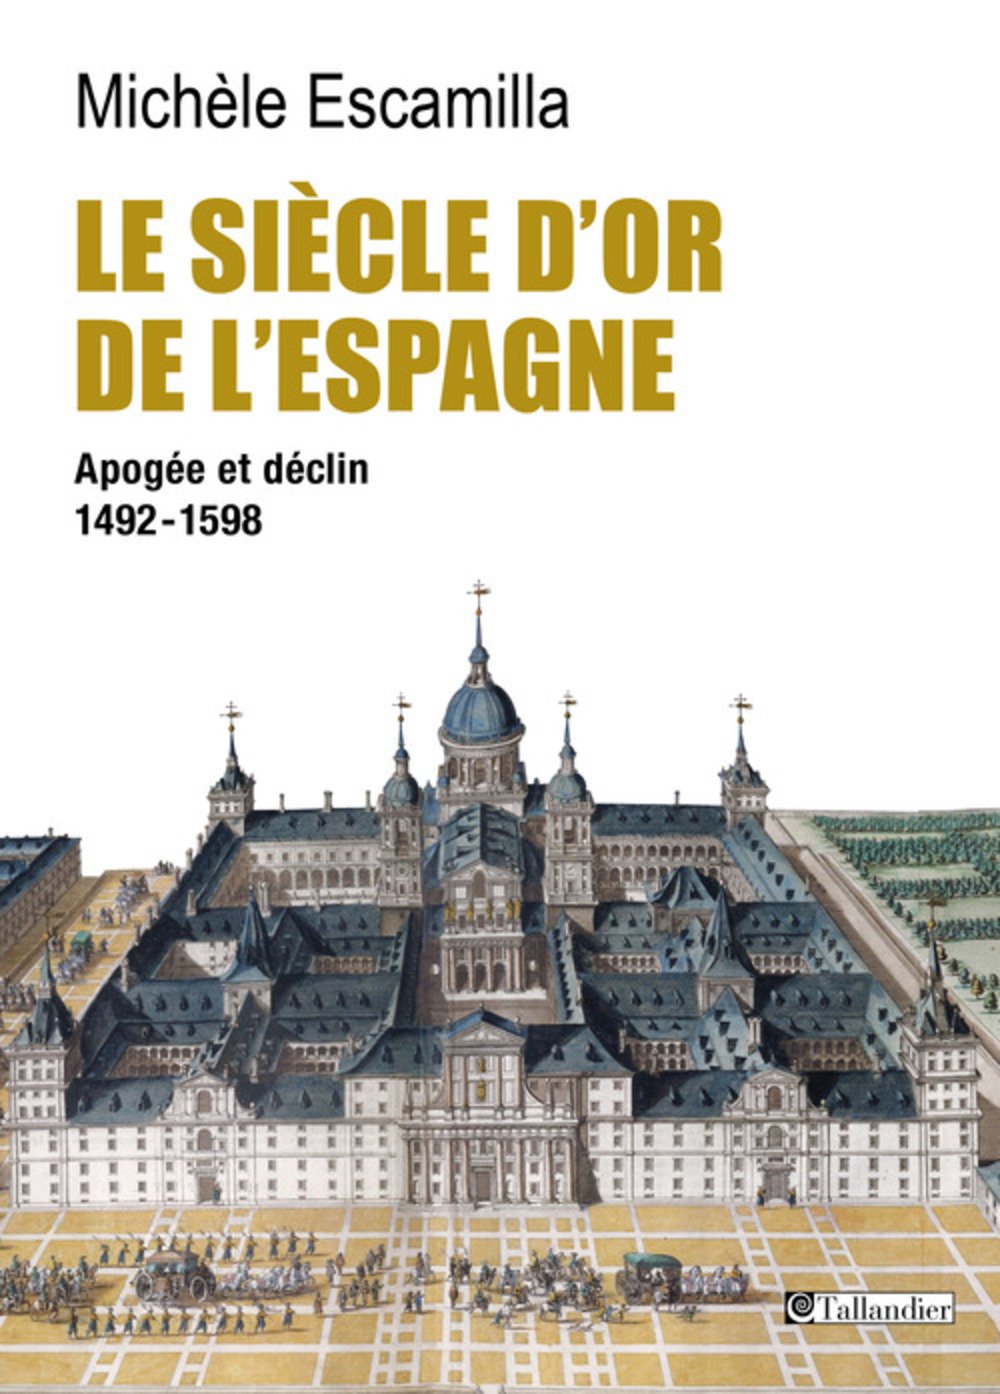 Michèle Escamilla
LE SIÈCLE D’OR
DE L’ESPAGNE
Apogée et déclin
1492-1598
Tallandier